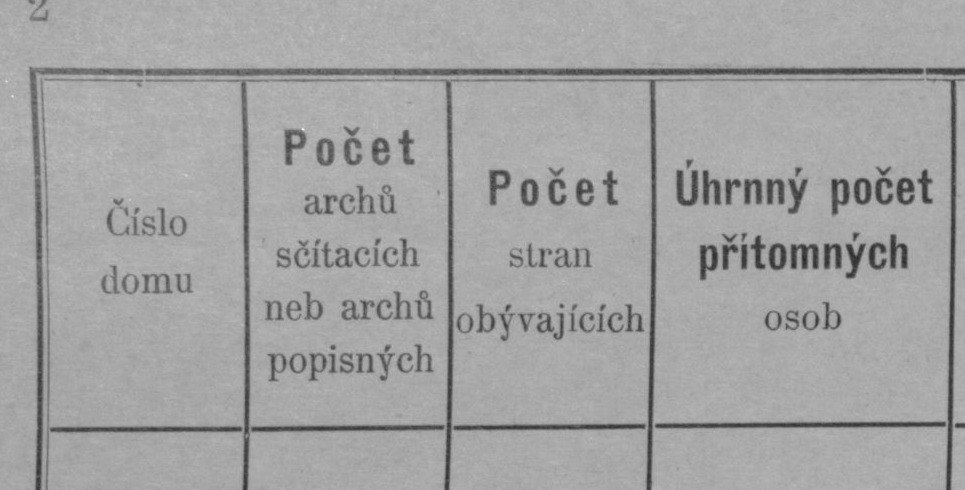 2
Číslo
domu
Počet
archů
sčítacích
neb archů
popisných
Počet
stran
obývajících
Úhrnný počet
přítomných
osob